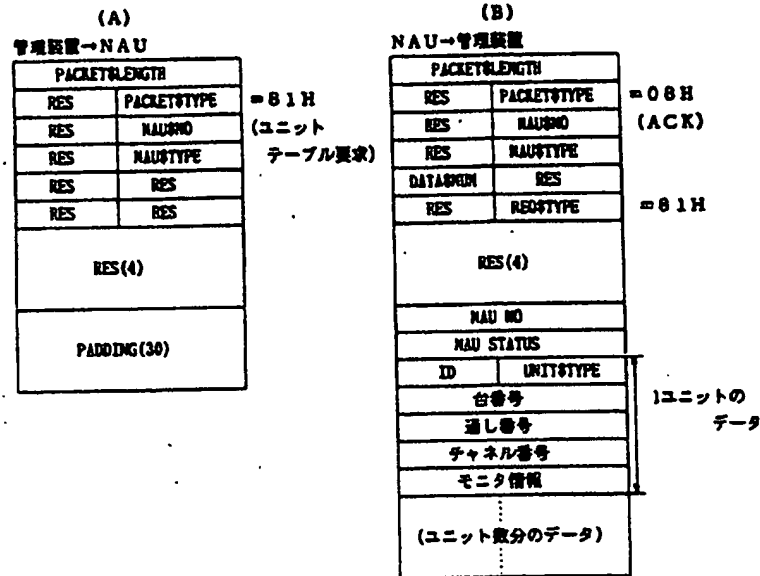 (A)
管理装置→NAU
PACKET$LENGTH
RES PACKET$TYPE =81H
RES NAU$NO (ユニット
RES NAU$TYPE テーブル要求)
RES RES
RES RES
RES(4)
PADDING(30)
(B)
NAU→管理装置
PACKET$LENGTH
RES PACKET$TYPE =08H
RES NAU$NO (ACK)
RES NAU$TYPE
DATA$NUM RES
RES REQ$TYPE =81H
RES(4)
NAU NO
NAU STATUS
ID UNIT$TYPE
台番号 1ユニットの
通し番号 データ
チャネル番号
モニタ情報
(ユニット数分のデータ)